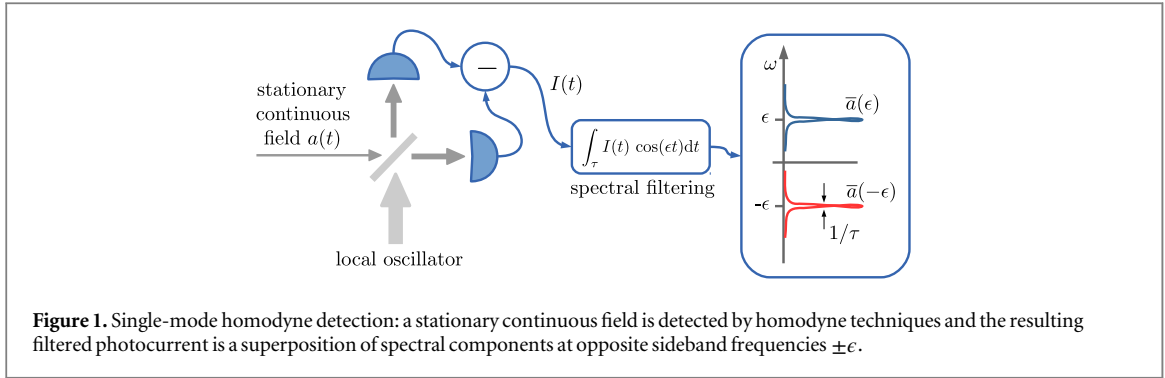 stationary
continuous
field a(t)
local oscillator
−
I(t)
∫τ I(t) cos(ϵt)dt
spectral filtering
ω
ϵ
a̅(ϵ)
-ϵ
a̅(−ϵ)
1/τ
Figure 1. Single-mode homodyne detection: a stationary continuous field is detected by homodyne techniques and the resulting
filtered photocurrent is a superposition of spectral components at opposite sideband frequencies ±ϵ.